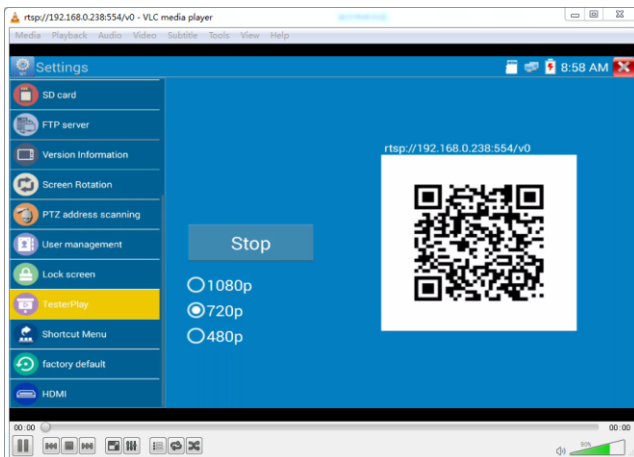 rtsp://192.168.0.238:554/v0 - VLC media player
Media Playback Audio Video Subtitle Tools View Help
Settings
8:58 AM
SD card
FTP server
Version Information
Screen Rotation
PTZ address scanning
User management
Lock screen
TesterPlay
Shortcut Menu
factory default
HDMI
rtsp://192.168.0.238:554/v0
Stop
1080p
720p
480p
00:00
00:00
80%